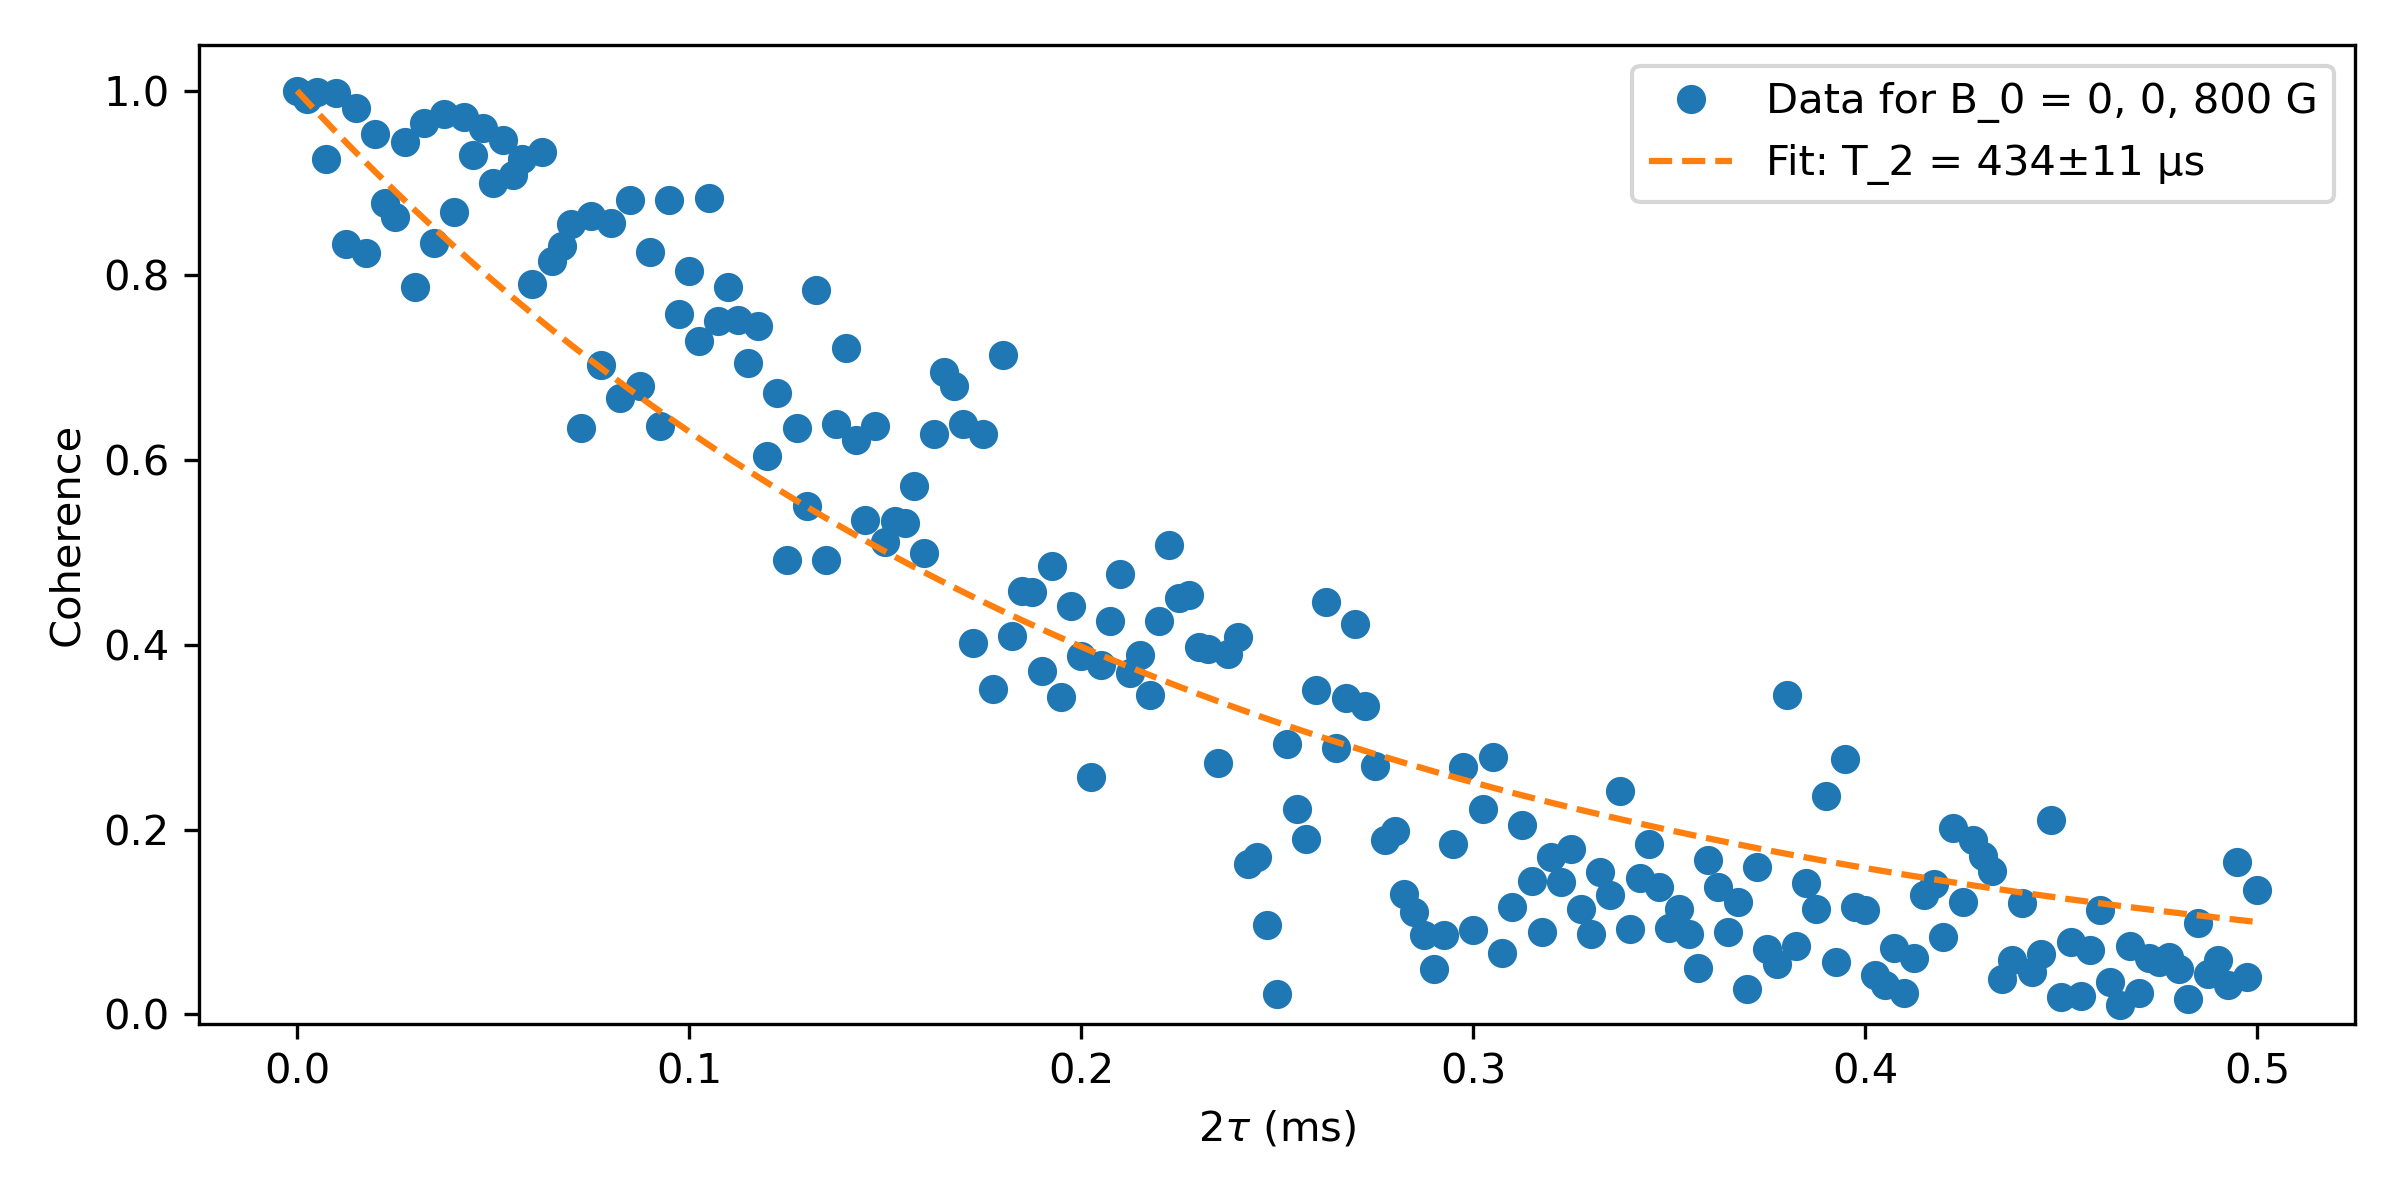 1.0
0.8
0.6
0.4
0.2
0.0
Coherence
Data for B_0 = 0, 0, 800 G
Fit: T_2 = 434±11 μs
0.0 0.1 0.2 0.3 0.4 0.5
2τ (ms)